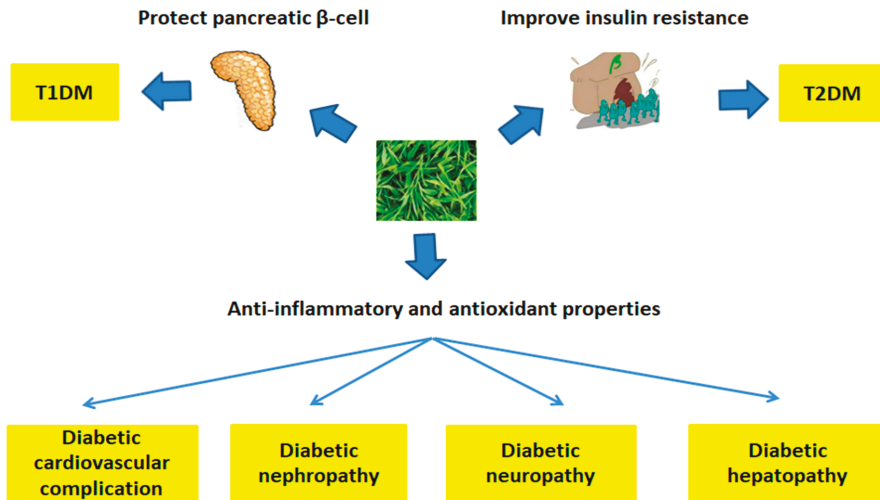 Protect pancreatic β-cell
Improve insulin resistance
β
T1DM
T2DM
Anti-inflammatory and antioxidant properties
Diabetic
cardiovascular
complication
Diabetic
nephropathy
Diabetic
neuropathy
Diabetic
hepatopathy